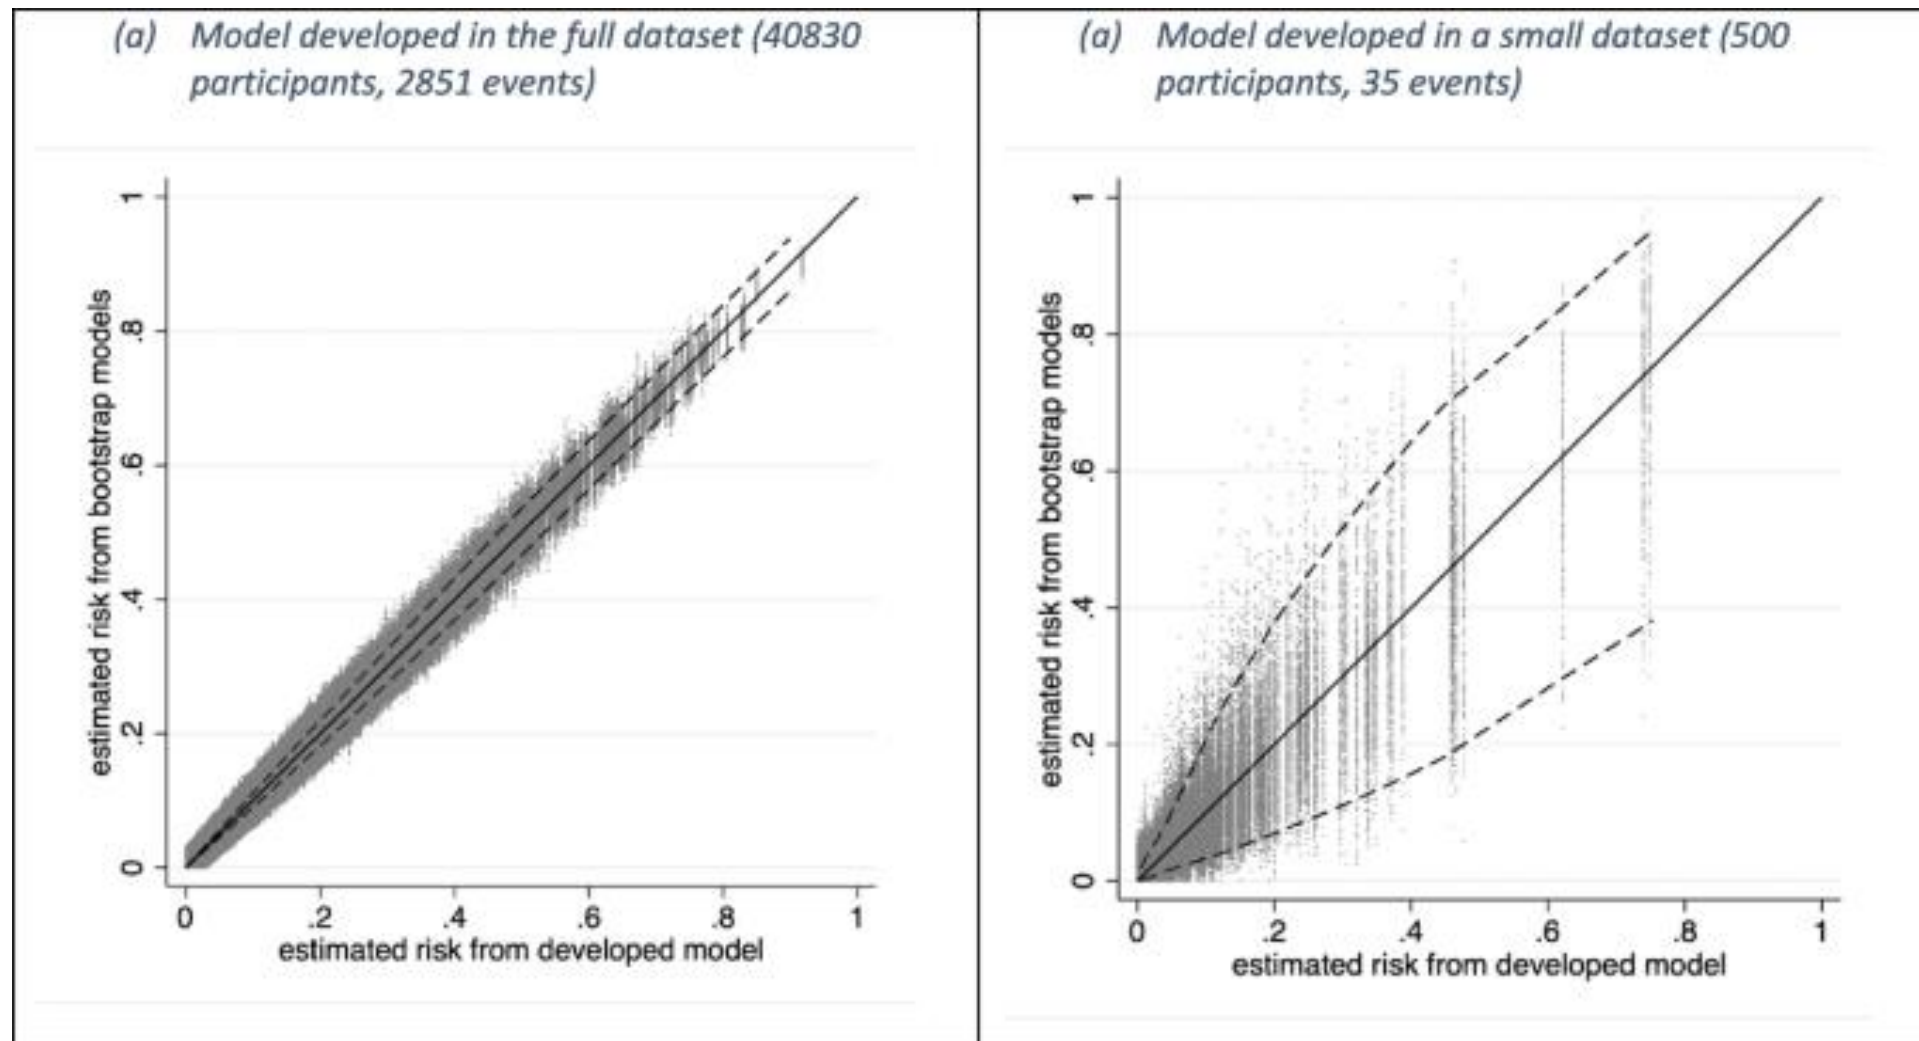 (a) Model developed in the full dataset (40830
participants, 2851 events)
1
.8
.6
.4
.2
0
estimated risk from bootstrap models
0 .2 .4 .6 .8 1
estimated risk from developed model
(a) Model developed in a small dataset (500
participants, 35 events)
1
.8
.6
.4
.2
0
estimated risk from bootstrap models
0 .2 .4 .6 .8 1
estimated risk from developed model